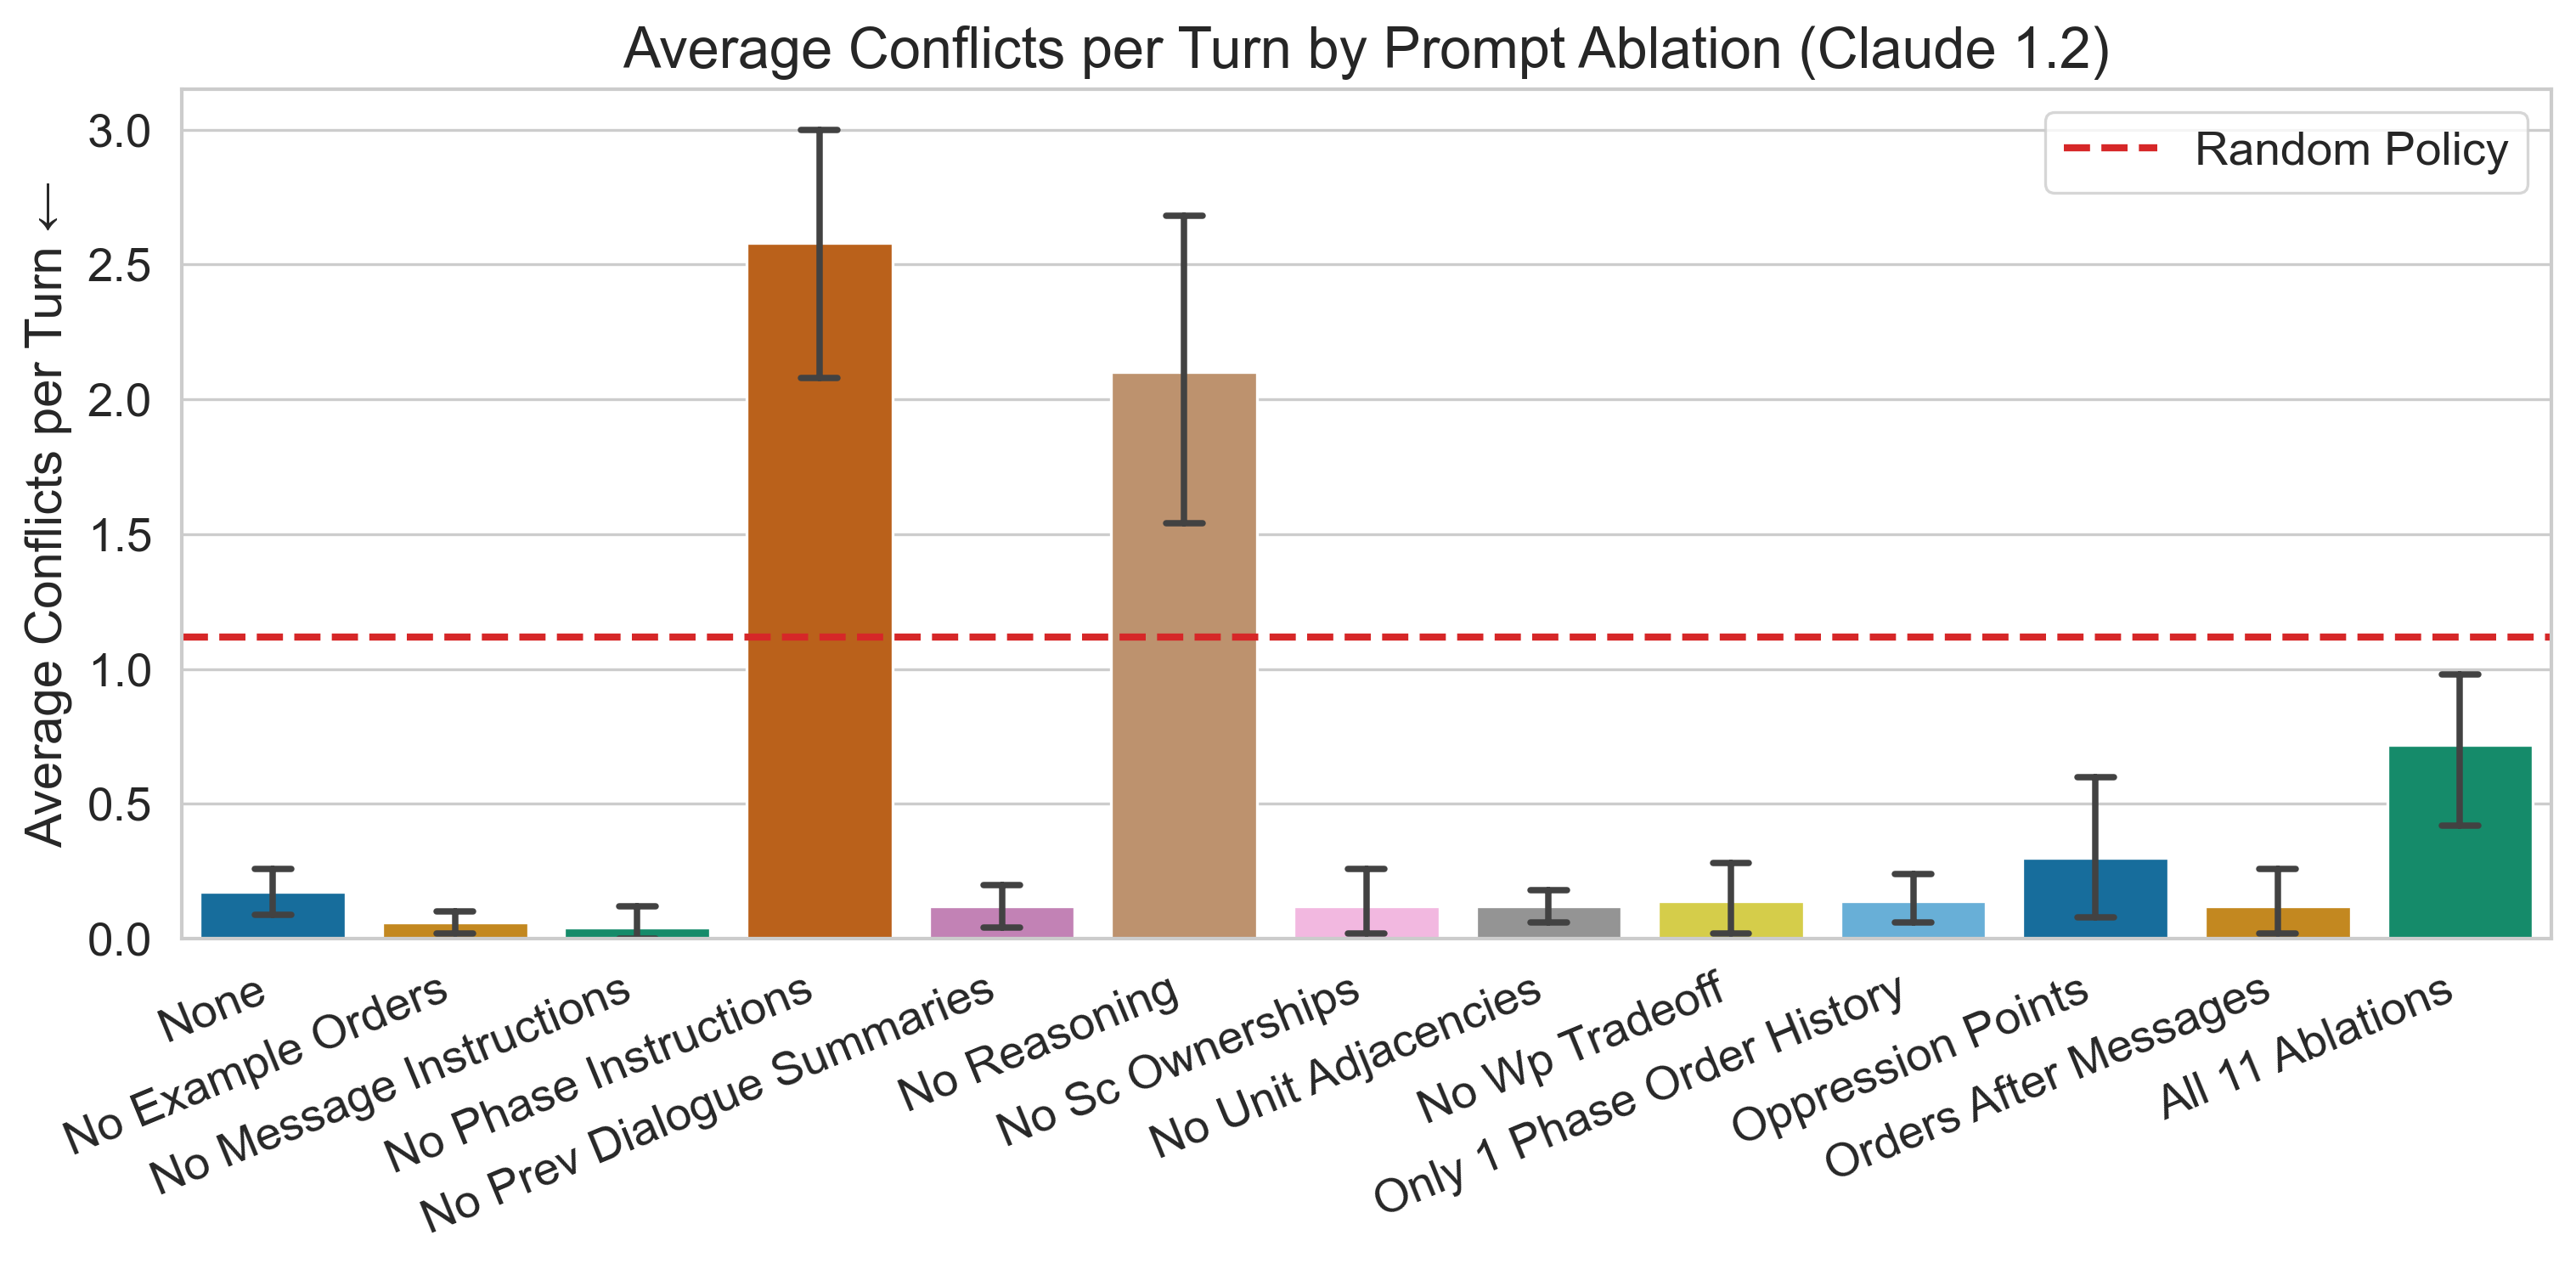 Average Conflicts per Turn by Prompt Ablation (Claude 1.2)
Random Policy
Average Conflicts per Turn ←
3.0
2.5
2.0
1.5
1.0
0.5
0.0
None
No Example Orders
No Message Instructions
No Phase Instructions
No Prev Dialogue Summaries
No Reasoning
No Sc Ownerships
No Unit Adjacencies
No Wp Tradeoff
Only 1 Phase Order History
Oppression Points
Orders After Messages
All 11 Ablations